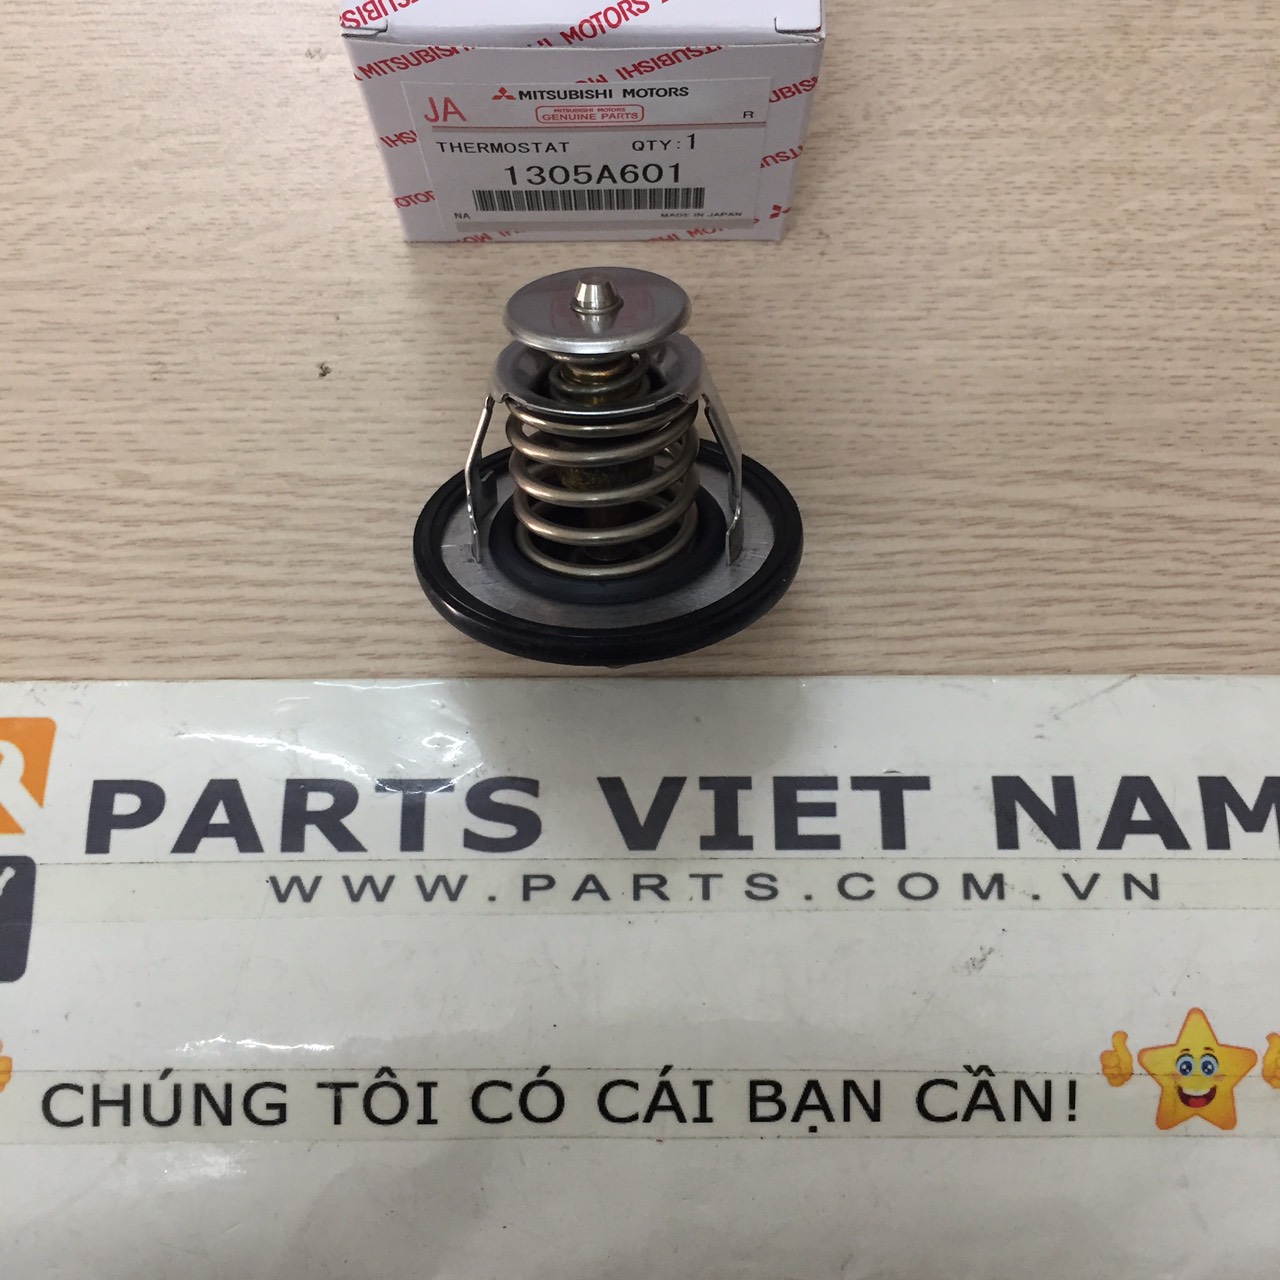 MITSUBISHI MOTORS
JA
MITSUBISHI MOTORS
GENUINE PARTS
R
THERMOSTAT QTY:1
1305A601
NA MADE IN JAPAN
PARTS VIET NAM
WWW.PARTS.COM.VN
CHÚNG TÔI CÓ CÁI BẠN CẦN!